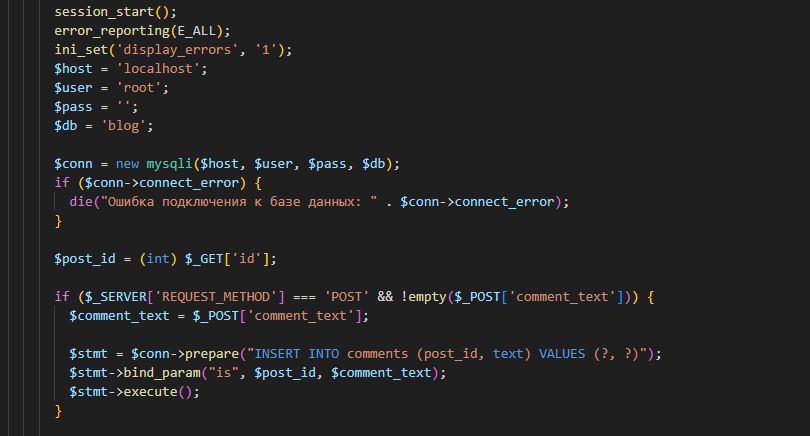 session_start();
error_reporting(E_ALL);
ini_set('display_errors', '1');
$host = 'localhost';
$user = 'root';
$pass = '';
$db = 'blog';
$conn = new mysqli($host, $user, $pass, $db);
if ($conn->connect_error) {
die("Ошибка подключения к базе данных: " . $conn->connect_error);
}
$post_id = (int) $_GET['id'];
if ($_SERVER['REQUEST_METHOD'] === 'POST' && !empty($_POST['comment_text'])) {
$comment_text = $_POST['comment_text'];
$stmt = $conn->prepare("INSERT INTO comments (post_id, text) VALUES (?, ?)");
$stmt->bind_param("is", $post_id, $comment_text);
$stmt->execute();
}